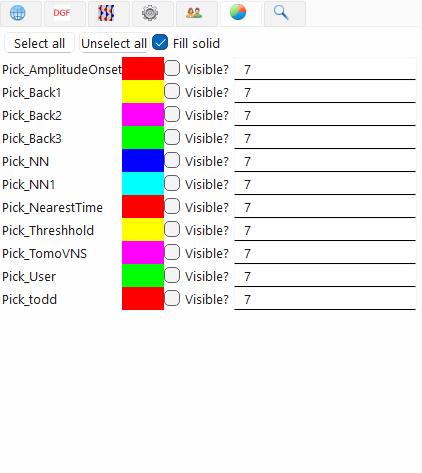 DGF
Select all Unselect all Fill solid
Pick_AmplitudeOnset Visible? 7
Pick_Back1 Visible? 7
Pick_Back2 Visible? 7
Pick_Back3 Visible? 7
Pick_NN Visible? 7
Pick_NN1 Visible? 7
Pick_NearestTime Visible? 7
Pick_Threshhold Visible? 7
Pick_TomoVNS Visible? 7
Pick_User Visible? 7
Pick_todd Visible? 7